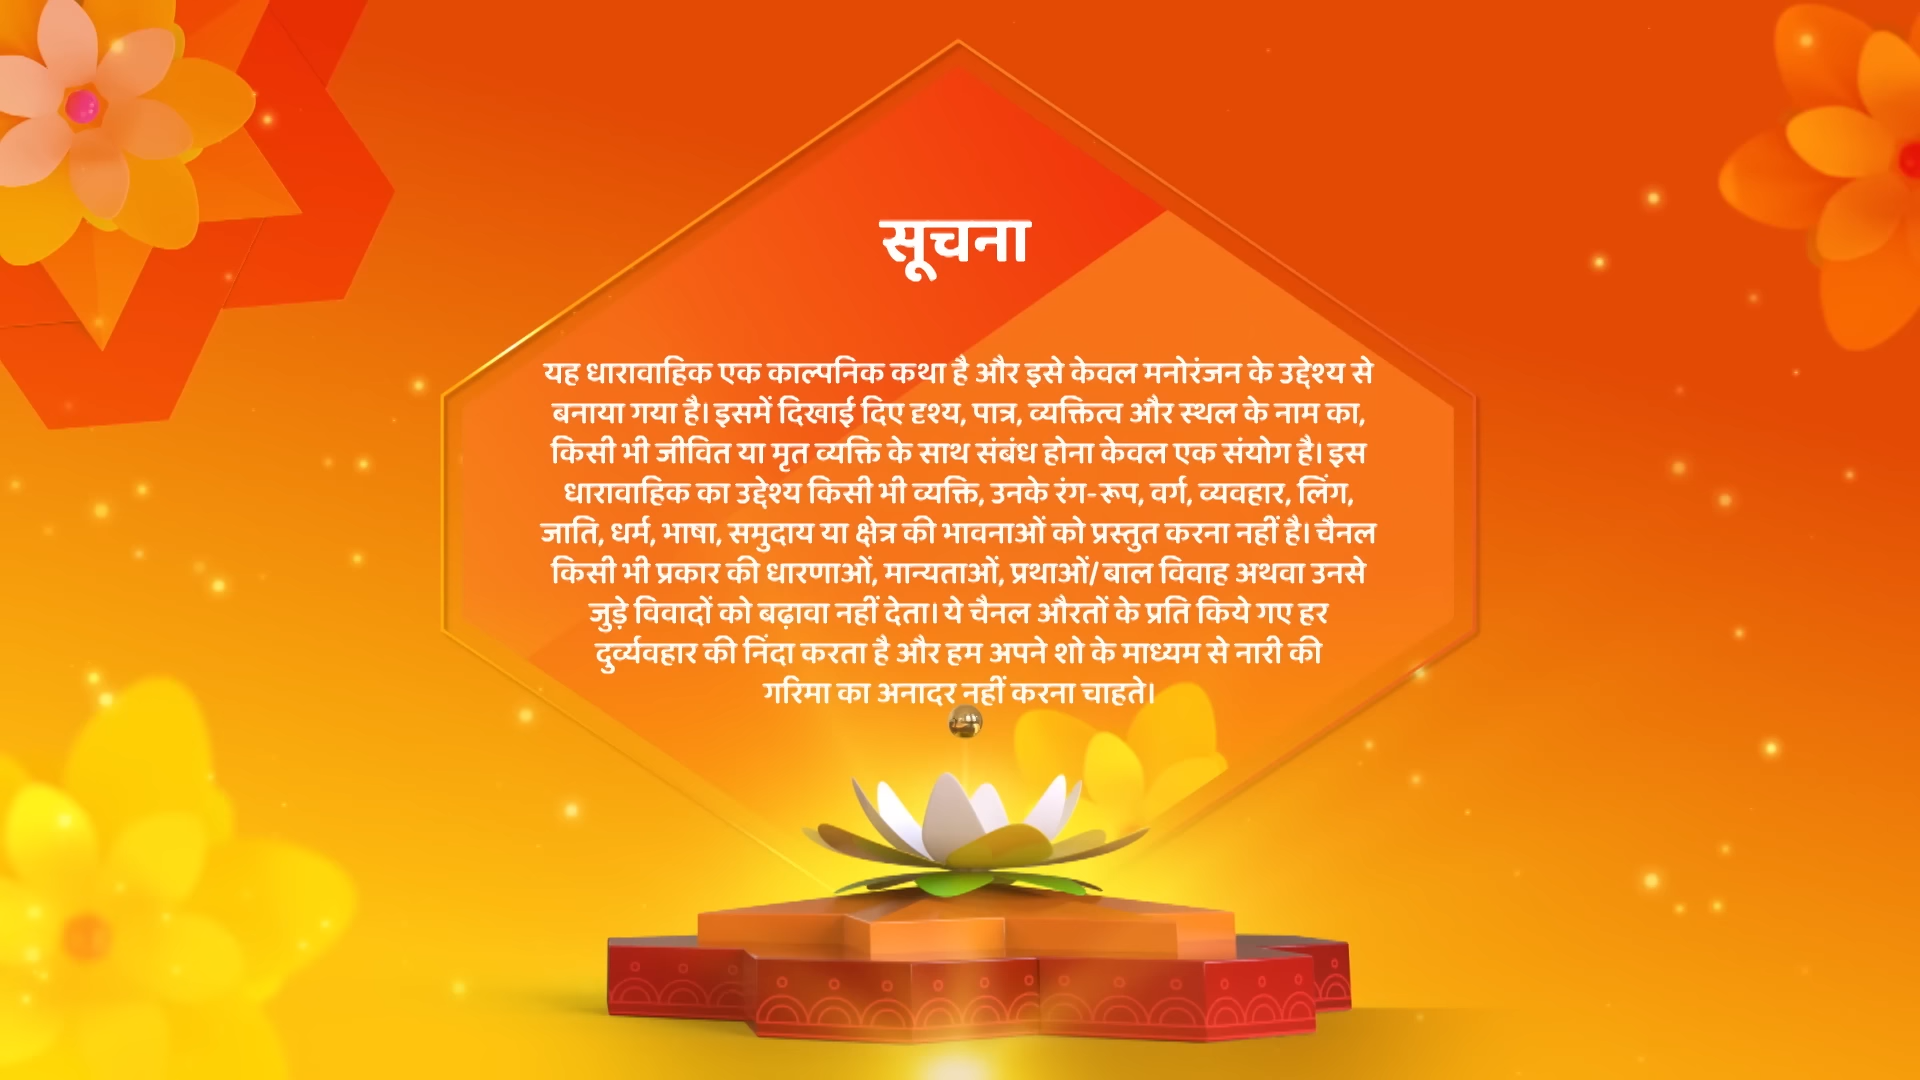 सूचना
यह धारावाहिक एक काल्पनिक कथा है और इसे केवल मनोरंजन के उद्देश्य से
बनाया गया है। इसमें दिखाई दिए दृश्य, पात्र, व्यक्तित्व और स्थल के नाम का,
किसी भी जीवित या मृत व्यक्ति के साथ संबंध होना केवल एक संयोग है। इस
धारावाहिक का उद्देश्य किसी भी व्यक्ति, उनके रंग-रूप, वर्ग, व्यवहार, लिंग,
जाति, धर्म, भाषा, समुदाय या क्षेत्र की भावनाओं को प्रस्तुत करना नहीं है। चैनल
किसी भी प्रकार की धारणाओं, मान्यताओं, प्रथाओं/ बाल विवाह अथवा उनसे
जुड़े विवादों को बढ़ावा नहीं देता। ये चैनल औरतों के प्रति किये गए हर
दुर्व्यवहार की निंदा करता है और हम अपने शो के माध्यम से नारी की
गरिमा का अनादर नहीं करना चाहते।